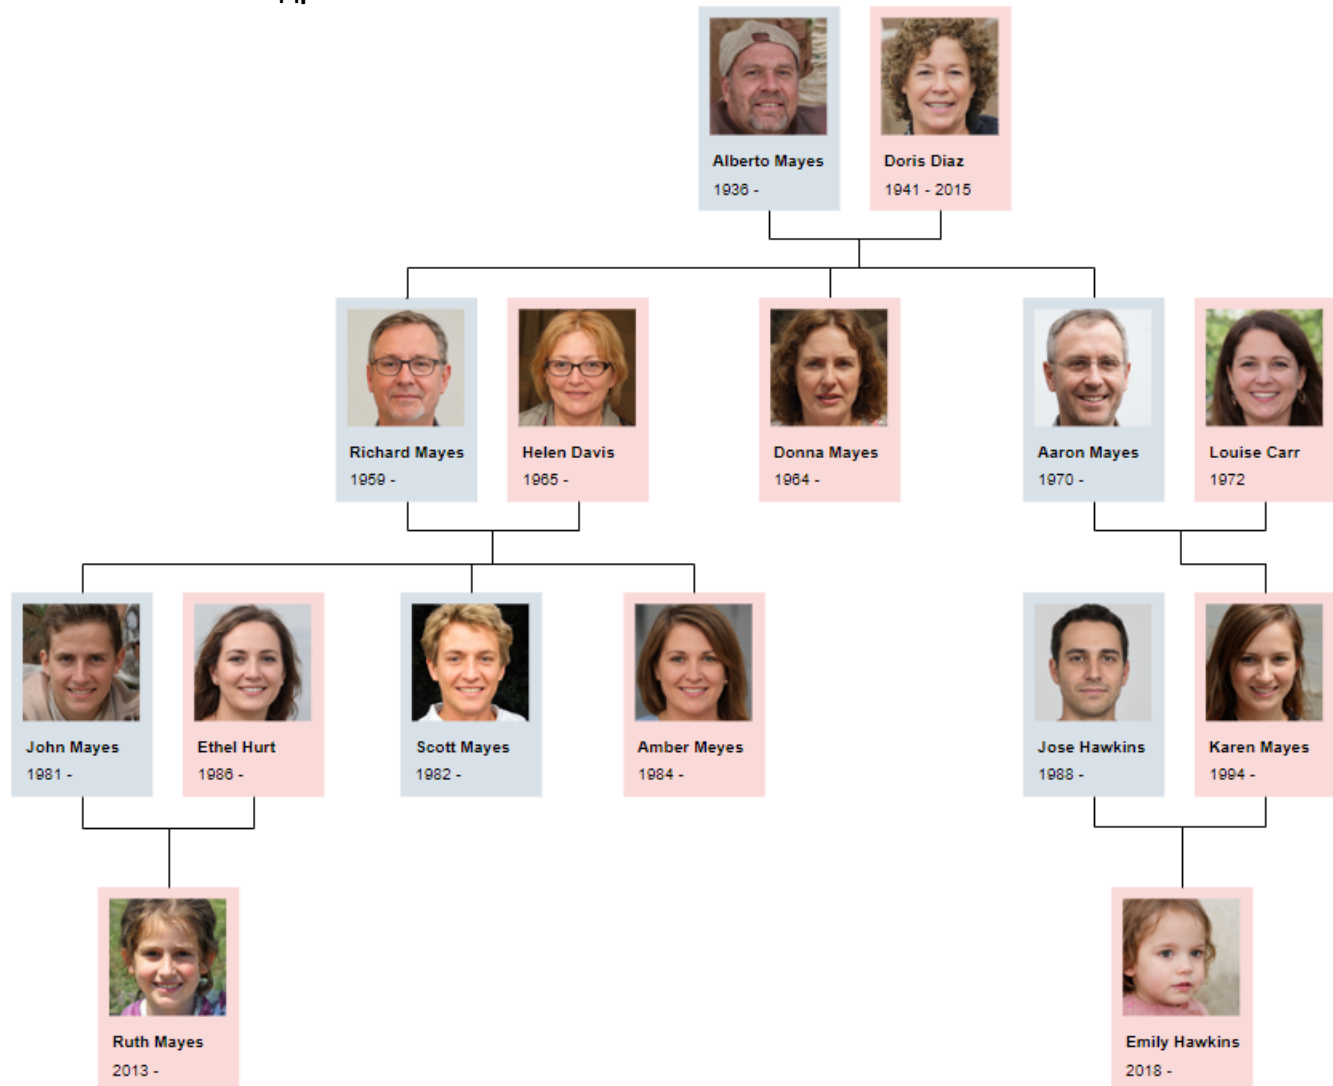 Alberto Mayes
1936 -
Doris Diaz
1941 - 2015
Richard Mayes
1959 -
Helen Davis
1965 -
Donna Mayes
1964 -
Aaron Mayes
1970 -
Louise Carr
1972
John Mayes
1981 -
Ethel Hurt
1986 -
Scott Mayes
1982 -
Amber Meyes
1984 -
Jose Hawkins
1988 -
Karen Mayes
1994 -
Ruth Mayes
2013 -
Emily Hawkins
2018 -